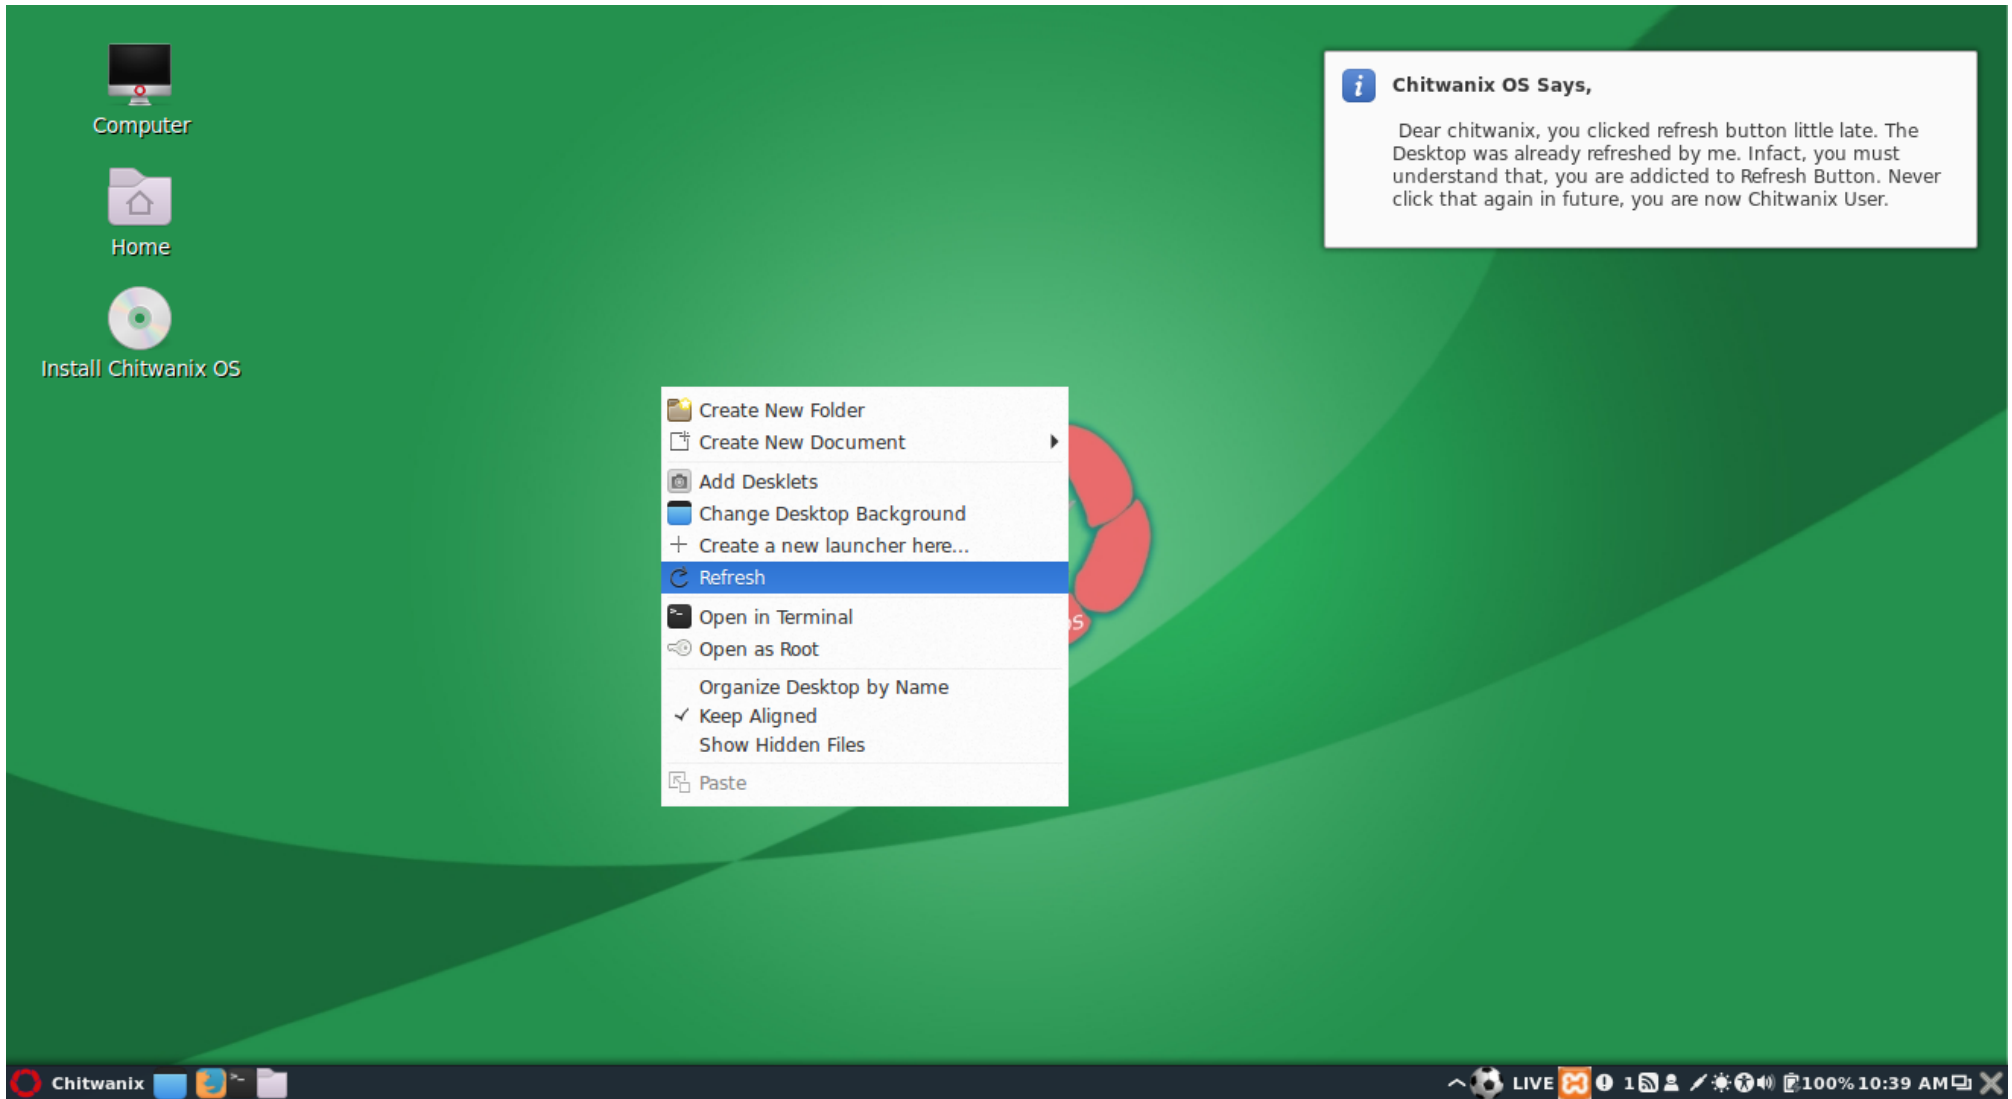 Computer
Home
Install Chitwanix OS
Chitwanix OS Says,
Dear chitwanix, you clicked refresh button little late. The
Desktop was already refreshed by me. Infact, you must
understand that, you are addicted to Refresh Button. Never
click that again in future, you are now Chitwanix User.
Create New Folder
Create New Document
Add Desklets
Change Desktop Background
Create a new launcher here...
Refresh
Open in Terminal
Open as Root
Organize Desktop by Name
Keep Aligned
Show Hidden Files
Paste
os
Chitwanix
LIVE 1 100% 10:39 AM